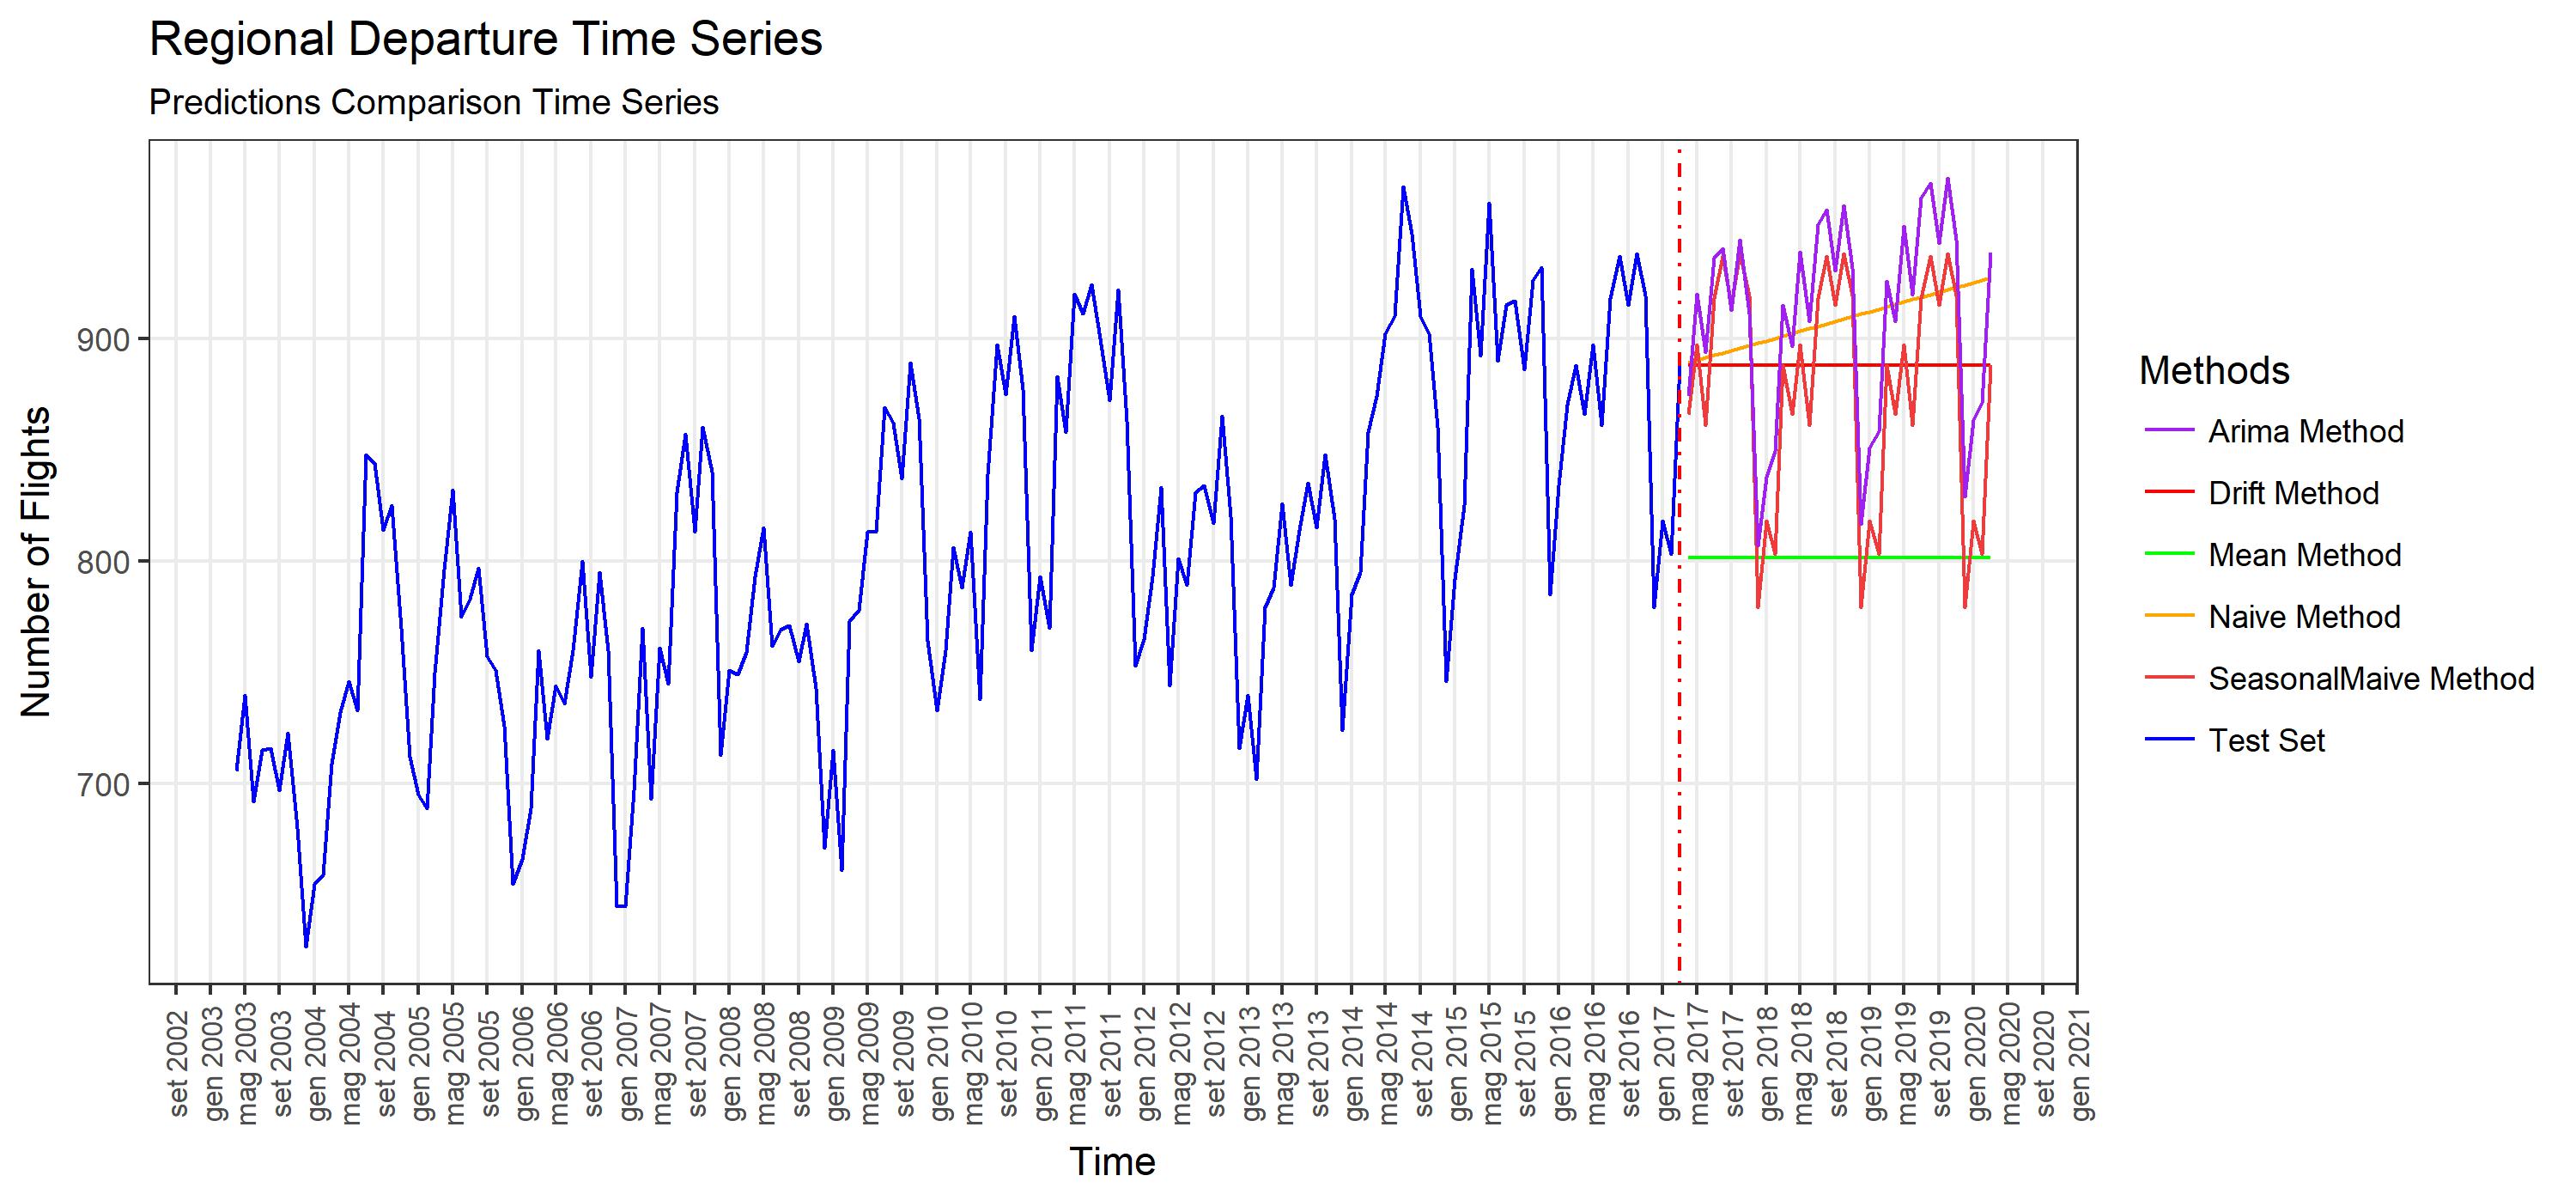 Regional Departure Time Series
Predictions Comparison Time Series
Number of Flights
900
800
700
set 2002
gen 2003
mag 2003
set 2003
gen 2004
mag 2004
set 2004
gen 2005
mag 2005
set 2005
gen 2006
mag 2006
set 2006
gen 2007
mag 2007
set 2007
gen 2008
mag 2008
set 2008
gen 2009
mag 2009
set 2009
gen 2010
mag 2010
set 2010
gen 2011
mag 2011
set 2011
gen 2012
mag 2012
set 2012
gen 2013
mag 2013
set 2013
gen 2014
mag 2014
set 2014
gen 2015
mag 2015
set 2015
gen 2016
mag 2016
set 2016
gen 2017
mag 2017
set 2017
gen 2018
mag 2018
set 2018
gen 2019
mag 2019
set 2019
gen 2020
mag 2020
set 2020
gen 2021
Time
Methods
Arima Method
Drift Method
Mean Method
Naive Method
SeasonalMaive Method
Test Set